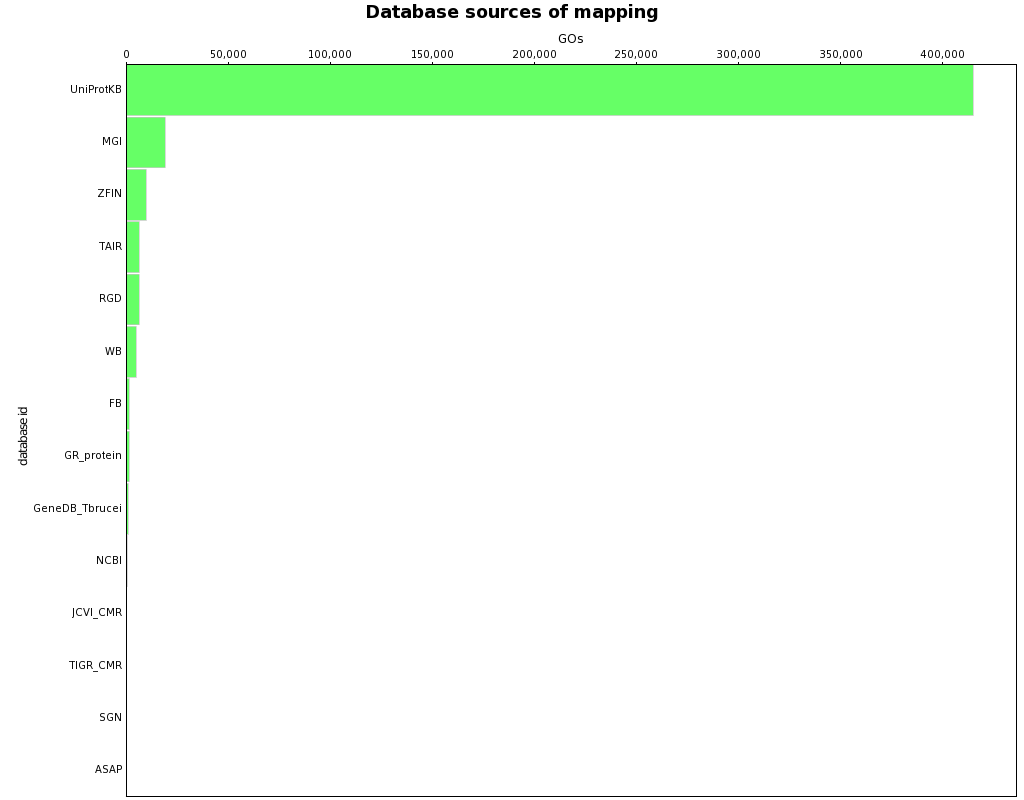 Database sources of mapping
GOs
0 50,000 100,000 150,000 200,000 250,000 300,000 350,000 400,000
UniProtKB
MGI
ZFIN
TAIR
RGD
WB
FB
database id
GR_protein
GeneDB_Tbrucei
NCBI
JCVI_CMR
TIGR_CMR
SGN
ASAP